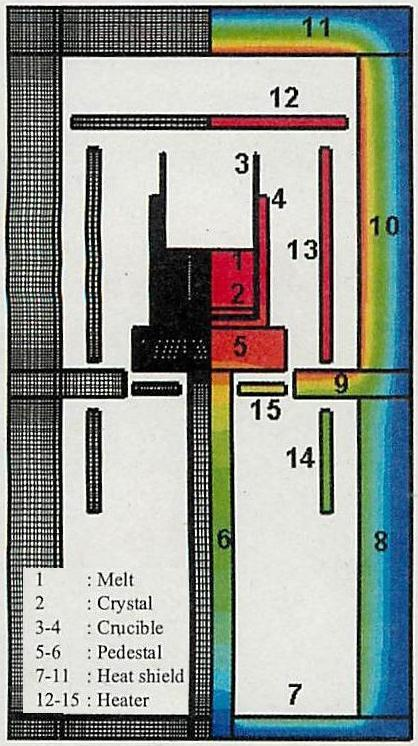 11
12
3
4
10
13
1
2
5
9
15
14
6
8
1 : Melt
2 : Crystal
3-4 : Crucible
5-6 : Pedestal
7-11 : Heat shield
12-15 : Heater
7